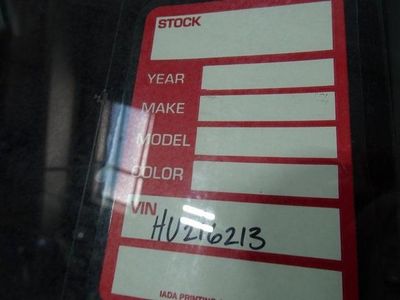 STOCK
YEAR
MAKE
MODEL
COLOR
VIN
HU216213
IADA PRINTING